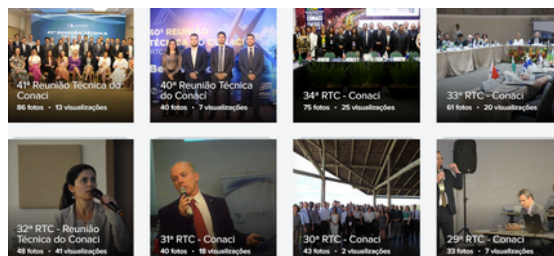 41ª Reunião Técnica do
Conaci
86 fotos • 13 visualizações
40ª Reunião Técnica
do Conaci
40 fotos • 7 visualizações
34ª RTC - Conaci
75 fotos • 25 visualizações
33ª RTC - Conaci
61 fotos • 20 visualizações
32ª RTC - Reunião
Técnica do Conaci
48 fotos • 41 visualizações
31ª RTC - Conaci
40 fotos • 18 visualizações
30ª RTC - Conaci
43 fotos • 2 visualizações
29ª RTC - Conaci
33 fotos • 7 visualizações